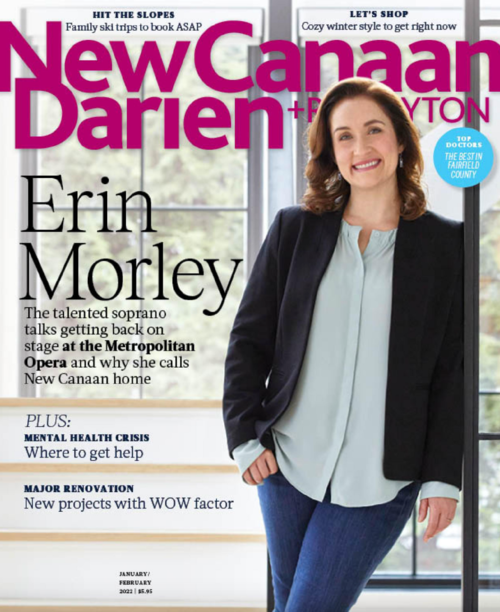 HIT THE SLOPES
Family ski trips to book ASAP
LET'S SHOP
Cozy winter style to get right now
New Canaan
Darien
YTON
TOP
DOCTORS
THE BEST IN
FAIRFIELD
COUNTY
Erin
Morley
The talented soprano
talks getting back on
stage at the Metropolitan
Opera and why she calls
New Canaan home
PLUS:
MENTAL HEALTH CRISIS
Where to get help
MAJOR RENOVATION
New projects with WOW factor
JANUARY/
FEBRUARY
2022 | $5.95